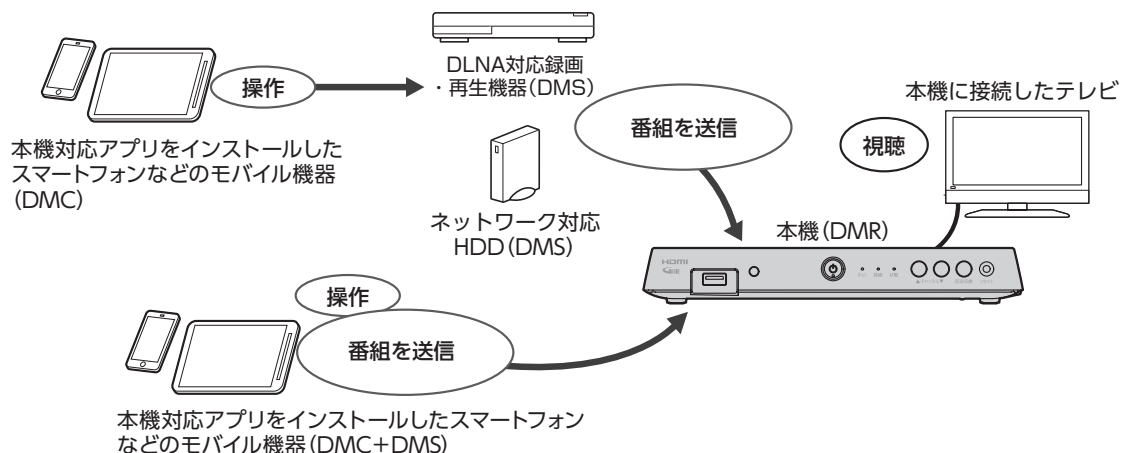 操作
DLNA対応録画
・再生機器(DMS)
番組を送信
本機に接続したテレビ
視聴
本機対応アプリをインストールした
スマートフォンなどのモバイル機器
(DMC)
ネットワーク対応
HDD(DMS)
本機(DMR)
HDMI
操作
番組を送信
本機対応アプリをインストールしたスマートフォン
などのモバイル機器(DMC+DMS)